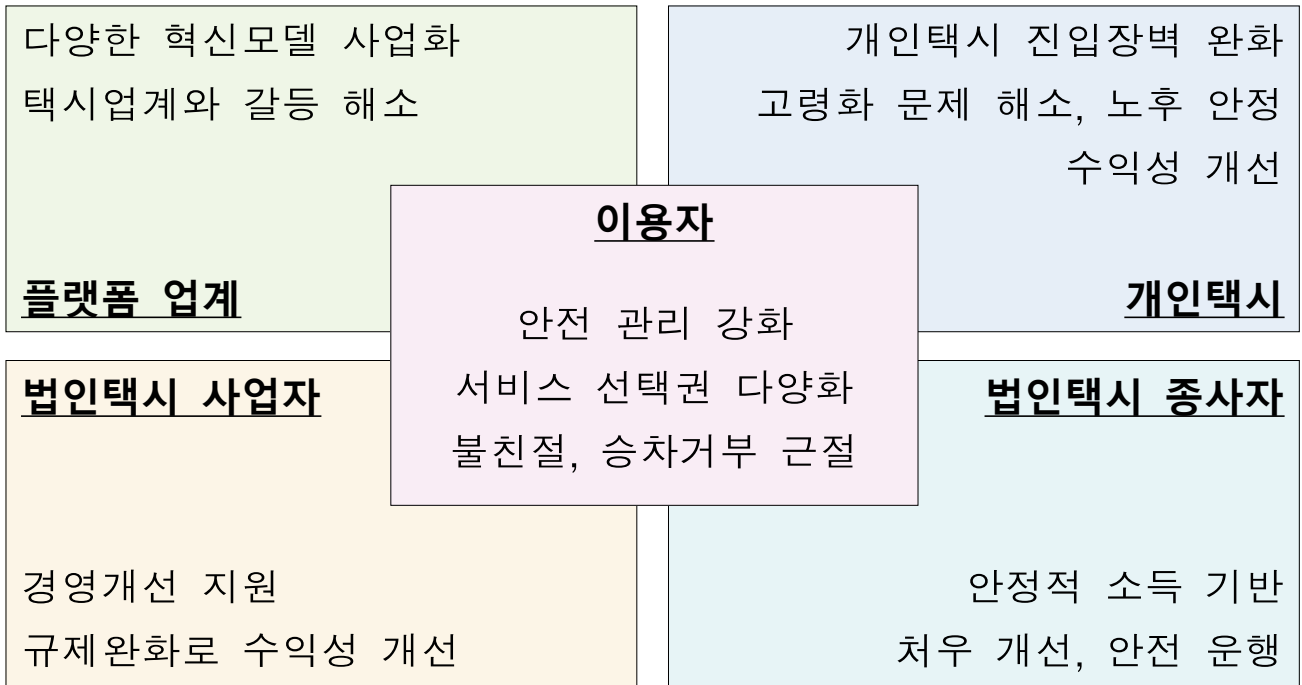 다양한 혁신모델 사업화
택시업계와 갈등 해소
플랫폼 업계
개인택시 진입장벽 완화
고령화 문제 해소, 노후 안정
수익성 개선
개인택시
이용자
안전 관리 강화
서비스 선택권 다양화
불친절, 승차거부 근절
법인택시 사업자
경영개선 지원
규제완화로 수익성 개선
법인택시 종사자
안정적 소득 기반
처우 개선, 안전 운행